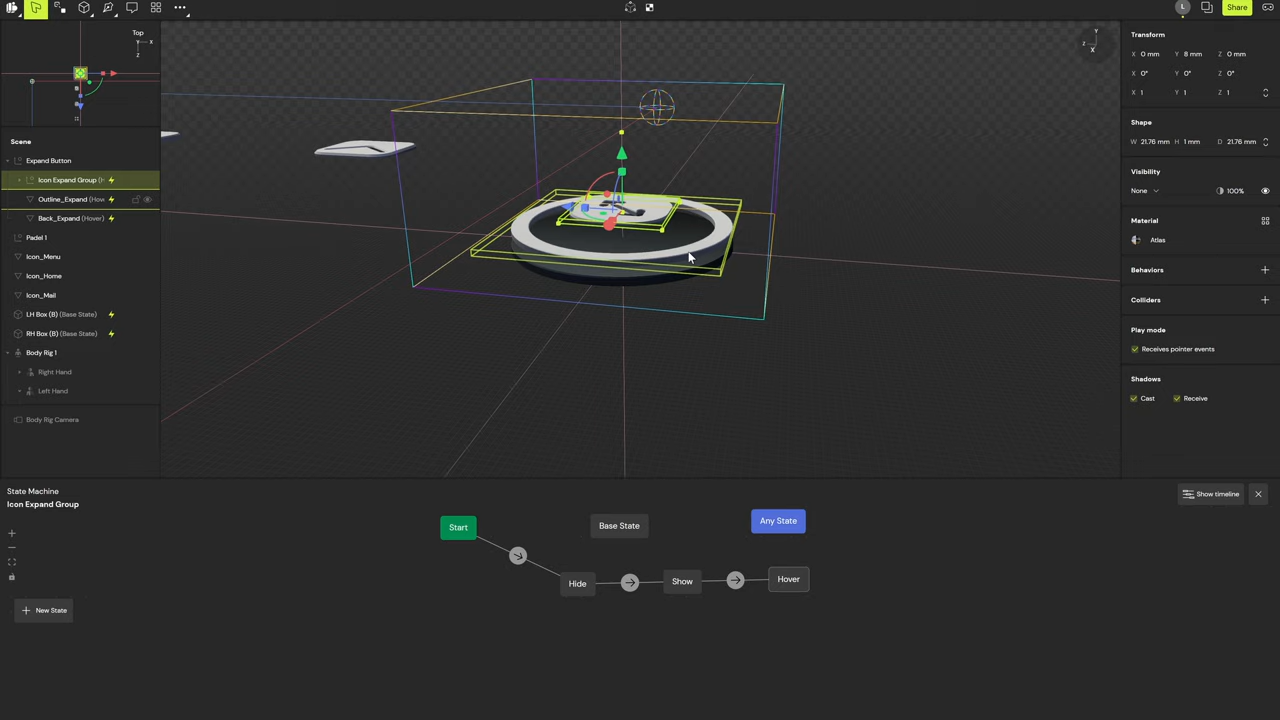 L
Share
Top
Y
X
Z
Y
Z
X
Scene
Expand Button
Icon Expand Group (H
Outline_Expand (Hov
Back_Expand (Hover)
Padel 1
Icon_Menu
Icon_Home
Icon_Mail
LH Box (B) (Base State)
RH Box (B) (Base State)
Body Rig 1
Right Hand
Left Hand
Body Rig Camera
Transform
X 0 mm Y 8 mm Z 0 mm
X 0° Y 0° Z 0°
X 1 Y 1 Z 1
Shape
W 21.76 mm H 1 mm D 21.76 mm
Visibility
None 100%
Material
Atlas
Behaviors
Colliders
Play mode
Receives pointer events
Shadows
Cast Receive
State Machine
Icon Expand Group
Show timeline
New State
Start
Base State
Any State
Hide
Show
Hover